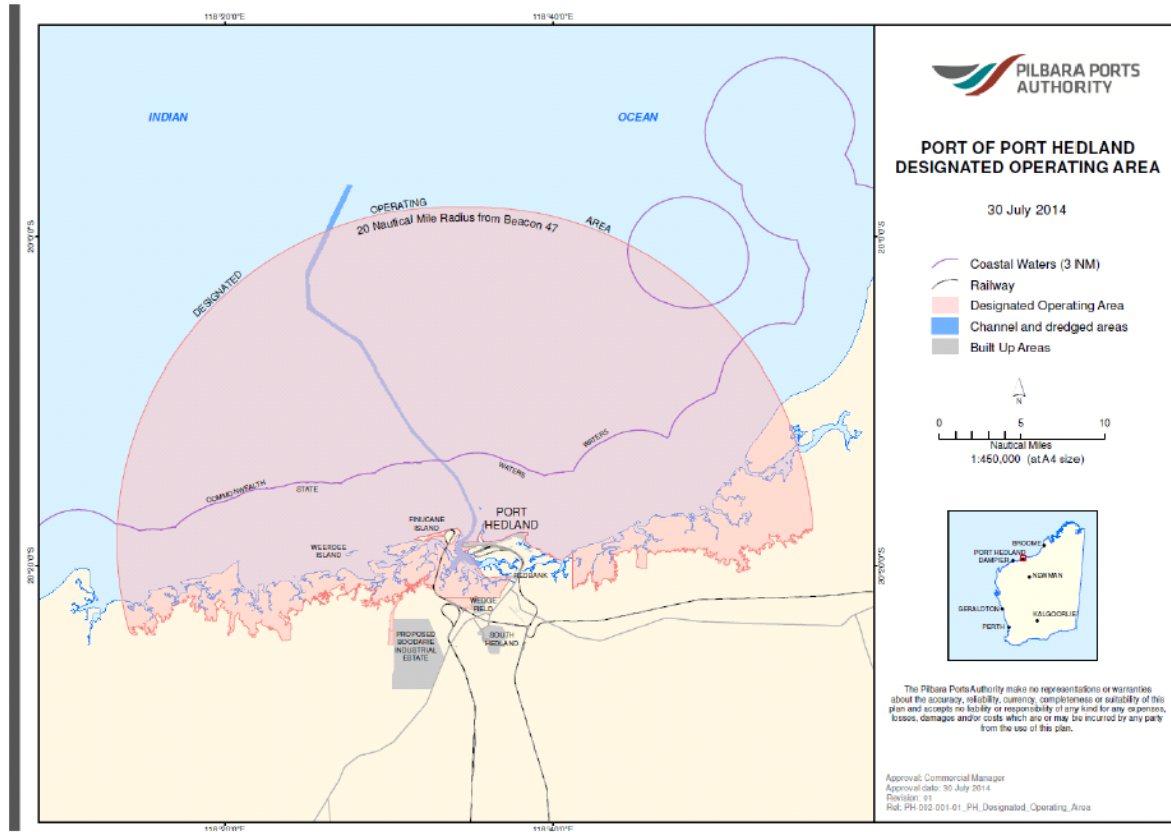 118°20'0"E
118°40'0"E
INDIAN
OCEAN
OPERATING
20 Nautical Mile Radius from Beacon 47
AREA
DESIGNATED
20°0'0"S
20°0'0"S
COMMONWEALTH
WATERS
STATE
WATERS
FINUCANE
ISLAND
PORT
HEDLAND
WEERDEE
ISLAND
REDBANK
20°20'0"S
20°20'0"S
WEDGE
FIELD
PROPOSED
BOODARIE
INDUSTRIAL
ESTATE
SOUTH
HEDLAND
118°20'0"E
118°40'0"E
PILBARA PORTS
AUTHORITY
PORT OF PORT HEDLAND
DESIGNATED OPERATING AREA
30 July 2014
Coastal Waters (3 NM)
Railway
Designated Operating Area
Channel and dredged areas
Built Up Areas
N
0 5 10
Nautical Miles
1:450,000 (at A4 size)
BROOME
PORT HEDLAND
DAMPIER
NEWMAN
GERALDTON
KALGOORLIE
PERTH
The Pilbara Ports Authority make no representations or warranties
about the accuracy, reliability, currency, completeness or suitability of this
plan and accepts no liability or responsibility of any kind for any expenses,
losses, damages and/or costs which are or may be incurred by any party
from the use of this plan.
Approval: Commercial Manager
Approval date: 30 July 2014
Revision: 01
Ref: PH-002-001-01_PH_Designated_Operating_Area